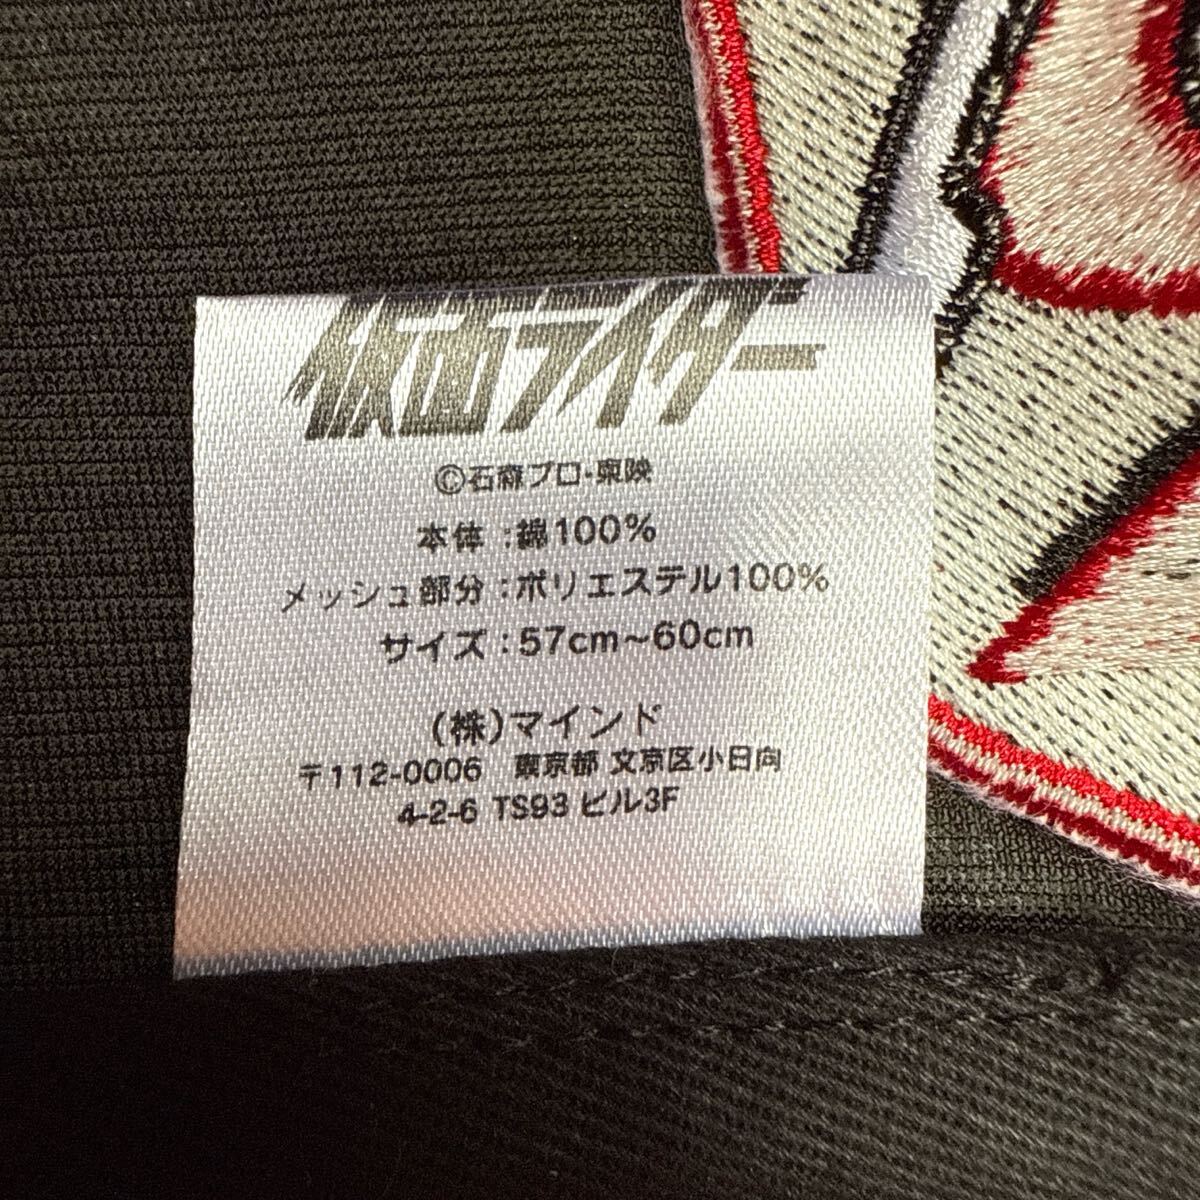 仮面ライダー
©石森プロ・東映
本体:綿100%
メッシュ部分:ポリエステル100%
サイズ:57cm~60cm
(株)マインド
〒112-0006 東京都 文京区小日向
4-2-6 TS93 ビル3F